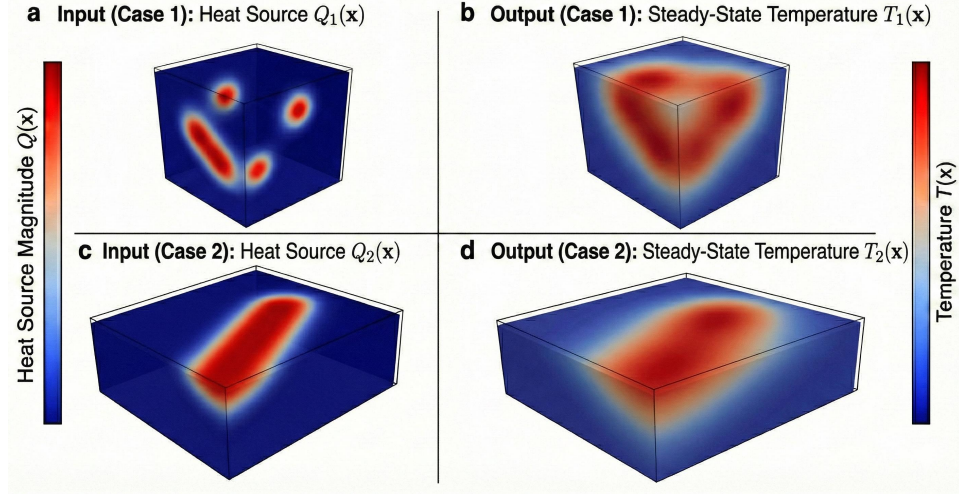 a Input (Case 1): Heat Source Q₁(x)
b Output (Case 1): Steady-State Temperature T₁(x)
Heat Source Magnitude Q(x)
Temperature T(x)
c Input (Case 2): Heat Source Q₂(x)
d Output (Case 2): Steady-State Temperature T₂(x)